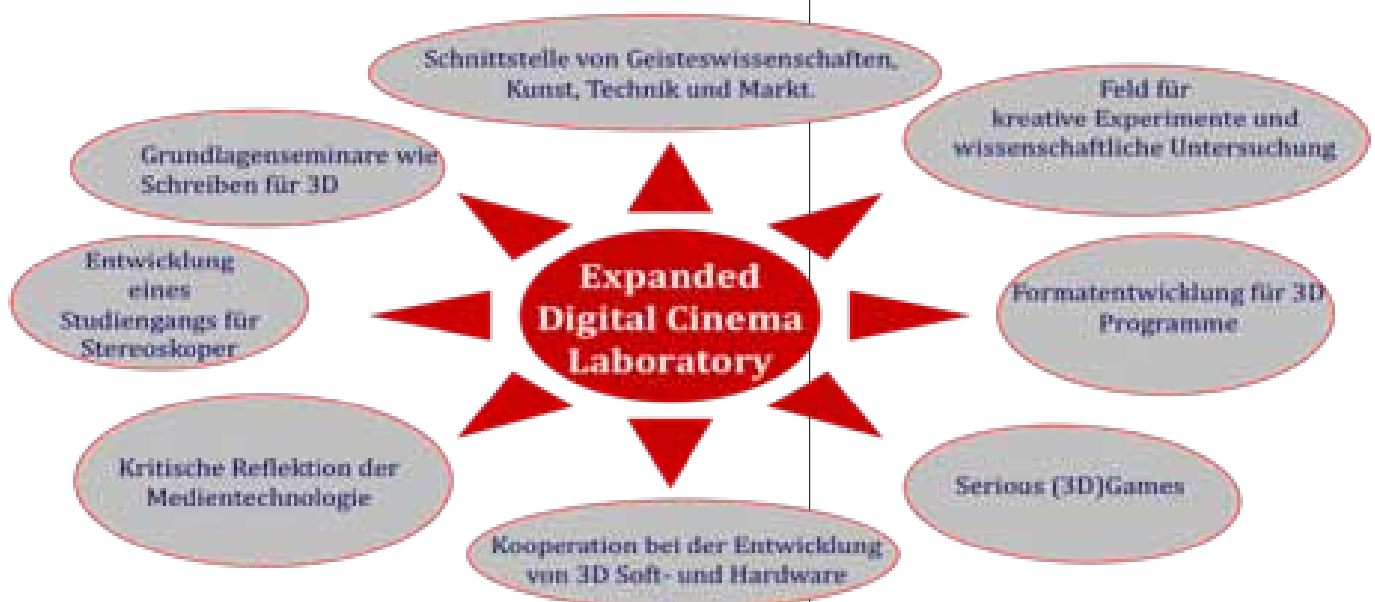 Schnittstelle von Geisteswissenschaften,
Kunst, Technik und Markt.
Feld für
kreative Experimente und
wissenschaftliche Untersuchung
Grundlagenseminare wie
Schreiben für 3D
Entwicklung
eines
Studiengangs für
Stereoskoper
Expanded
Digital Cinema
Laboratory
Formatentwicklung für 3D
Programme
Kritische Reflektion der
Medientechnologie
Serious (3D)Games
Kooperation bei der Entwicklung
von 3D Soft- und Hardware